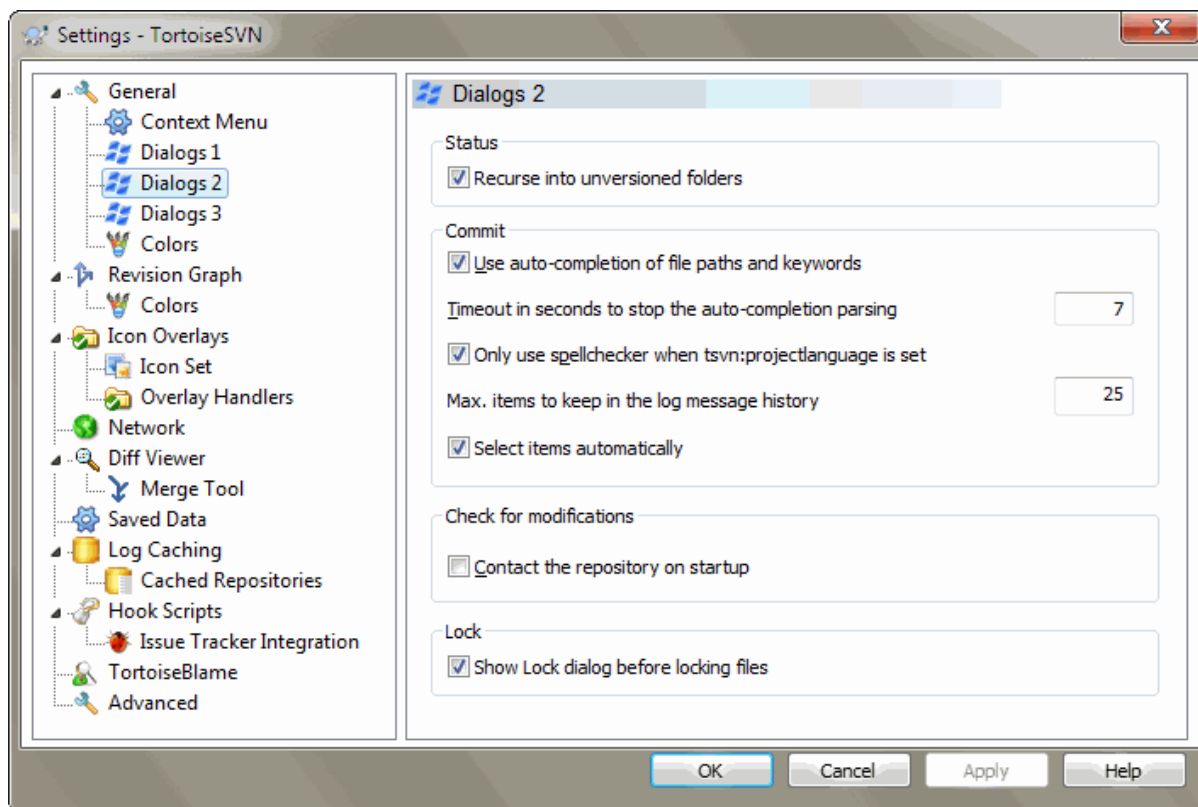 Settings - TortoiseSVN
General
Context Menu
Dialogs 1
Dialogs 2
Dialogs 3
Colors
Revision Graph
Colors
Icon Overlays
Icon Set
Overlay Handlers
Network
Diff Viewer
Merge Tool
Saved Data
Log Caching
Cached Repositories
Hook Scripts
Issue Tracker Integration
TortoiseBlame
Advanced
Dialogs 2
Status
Recurse into unversioned folders
Commit
Use auto-completion of file paths and keywords
Timeout in seconds to stop the auto-completion parsing 7
Only use spellchecker when tsvn:projectlanguage is set
Max. items to keep in the log message history 25
Select items automatically
Check for modifications
Contact the repository on startup
Lock
Show Lock dialog before locking files
OK Cancel Apply Help